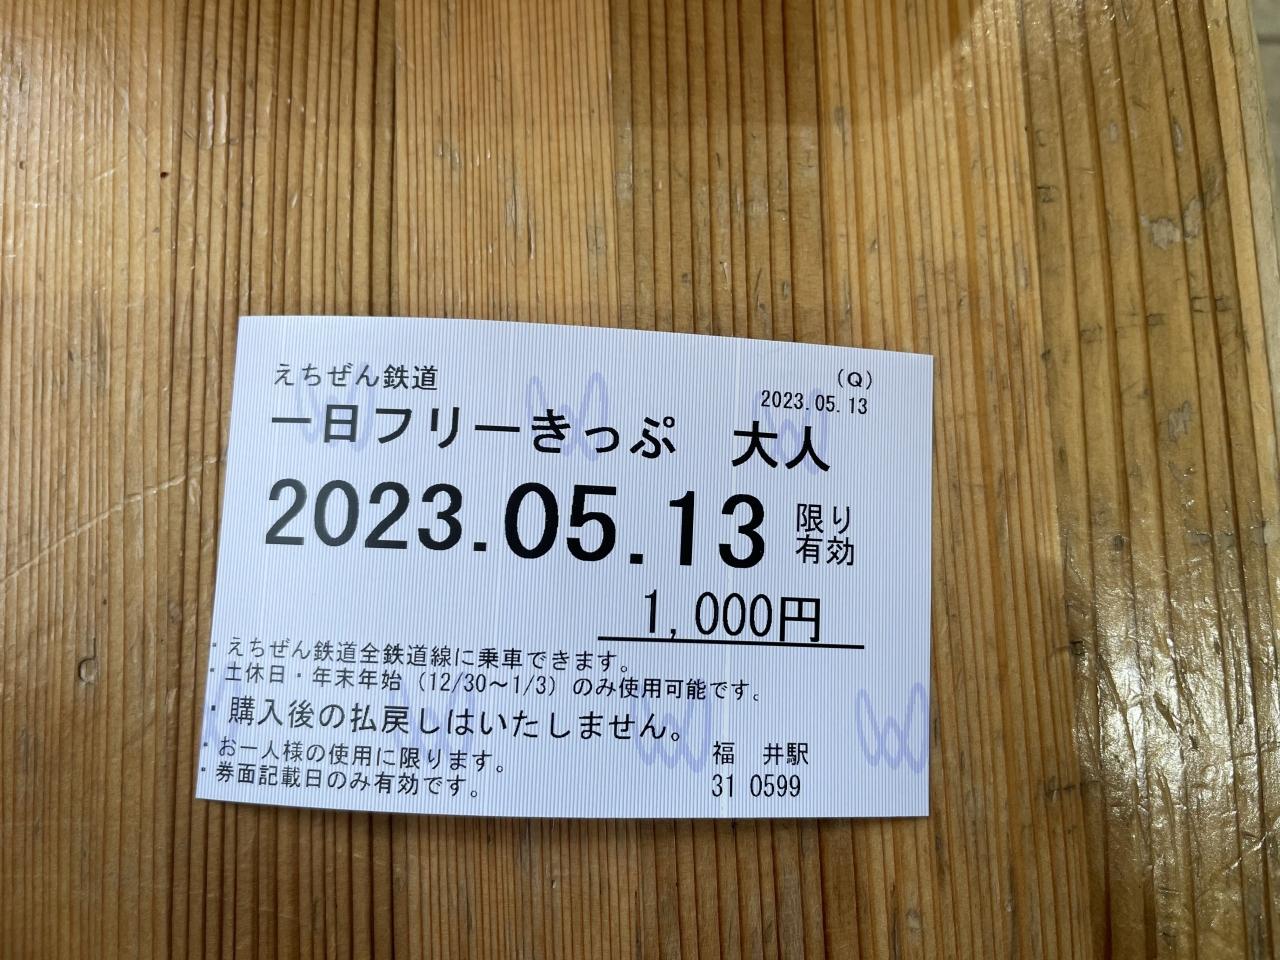 えちぜん鉄道
(Q)
2023.05.13
一日フリーきっぷ 大人
2023.05.13 限り有効
1,000円
・えちぜん鉄道全鉄道線に乗車できます。
・土休日・年末年始（12/30～1/3）のみ使用可能です。
・購入後の払戻しはいたしません。
・お一人様の使用に限ります。
・券面記載日のみ有効です。
福 井駅
31 0599